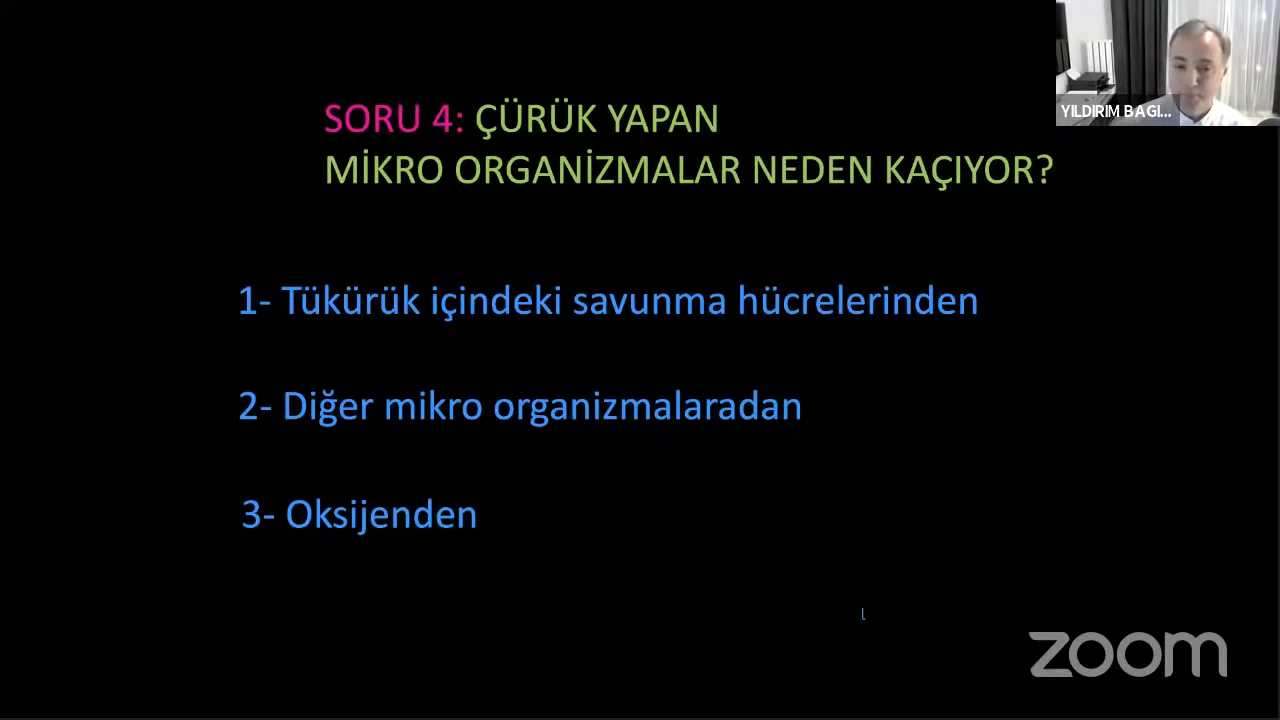 YILDIRIM BAGI...
SORU 4: ÇÜRÜK YAPAN
MİKRO ORGANİZMALAR NEDEN KAÇIYOR?
1- Tükürük içindeki savunma hücrelerinden
2- Diğer mikro organizmalaradan
3- Oksijenden
zoom